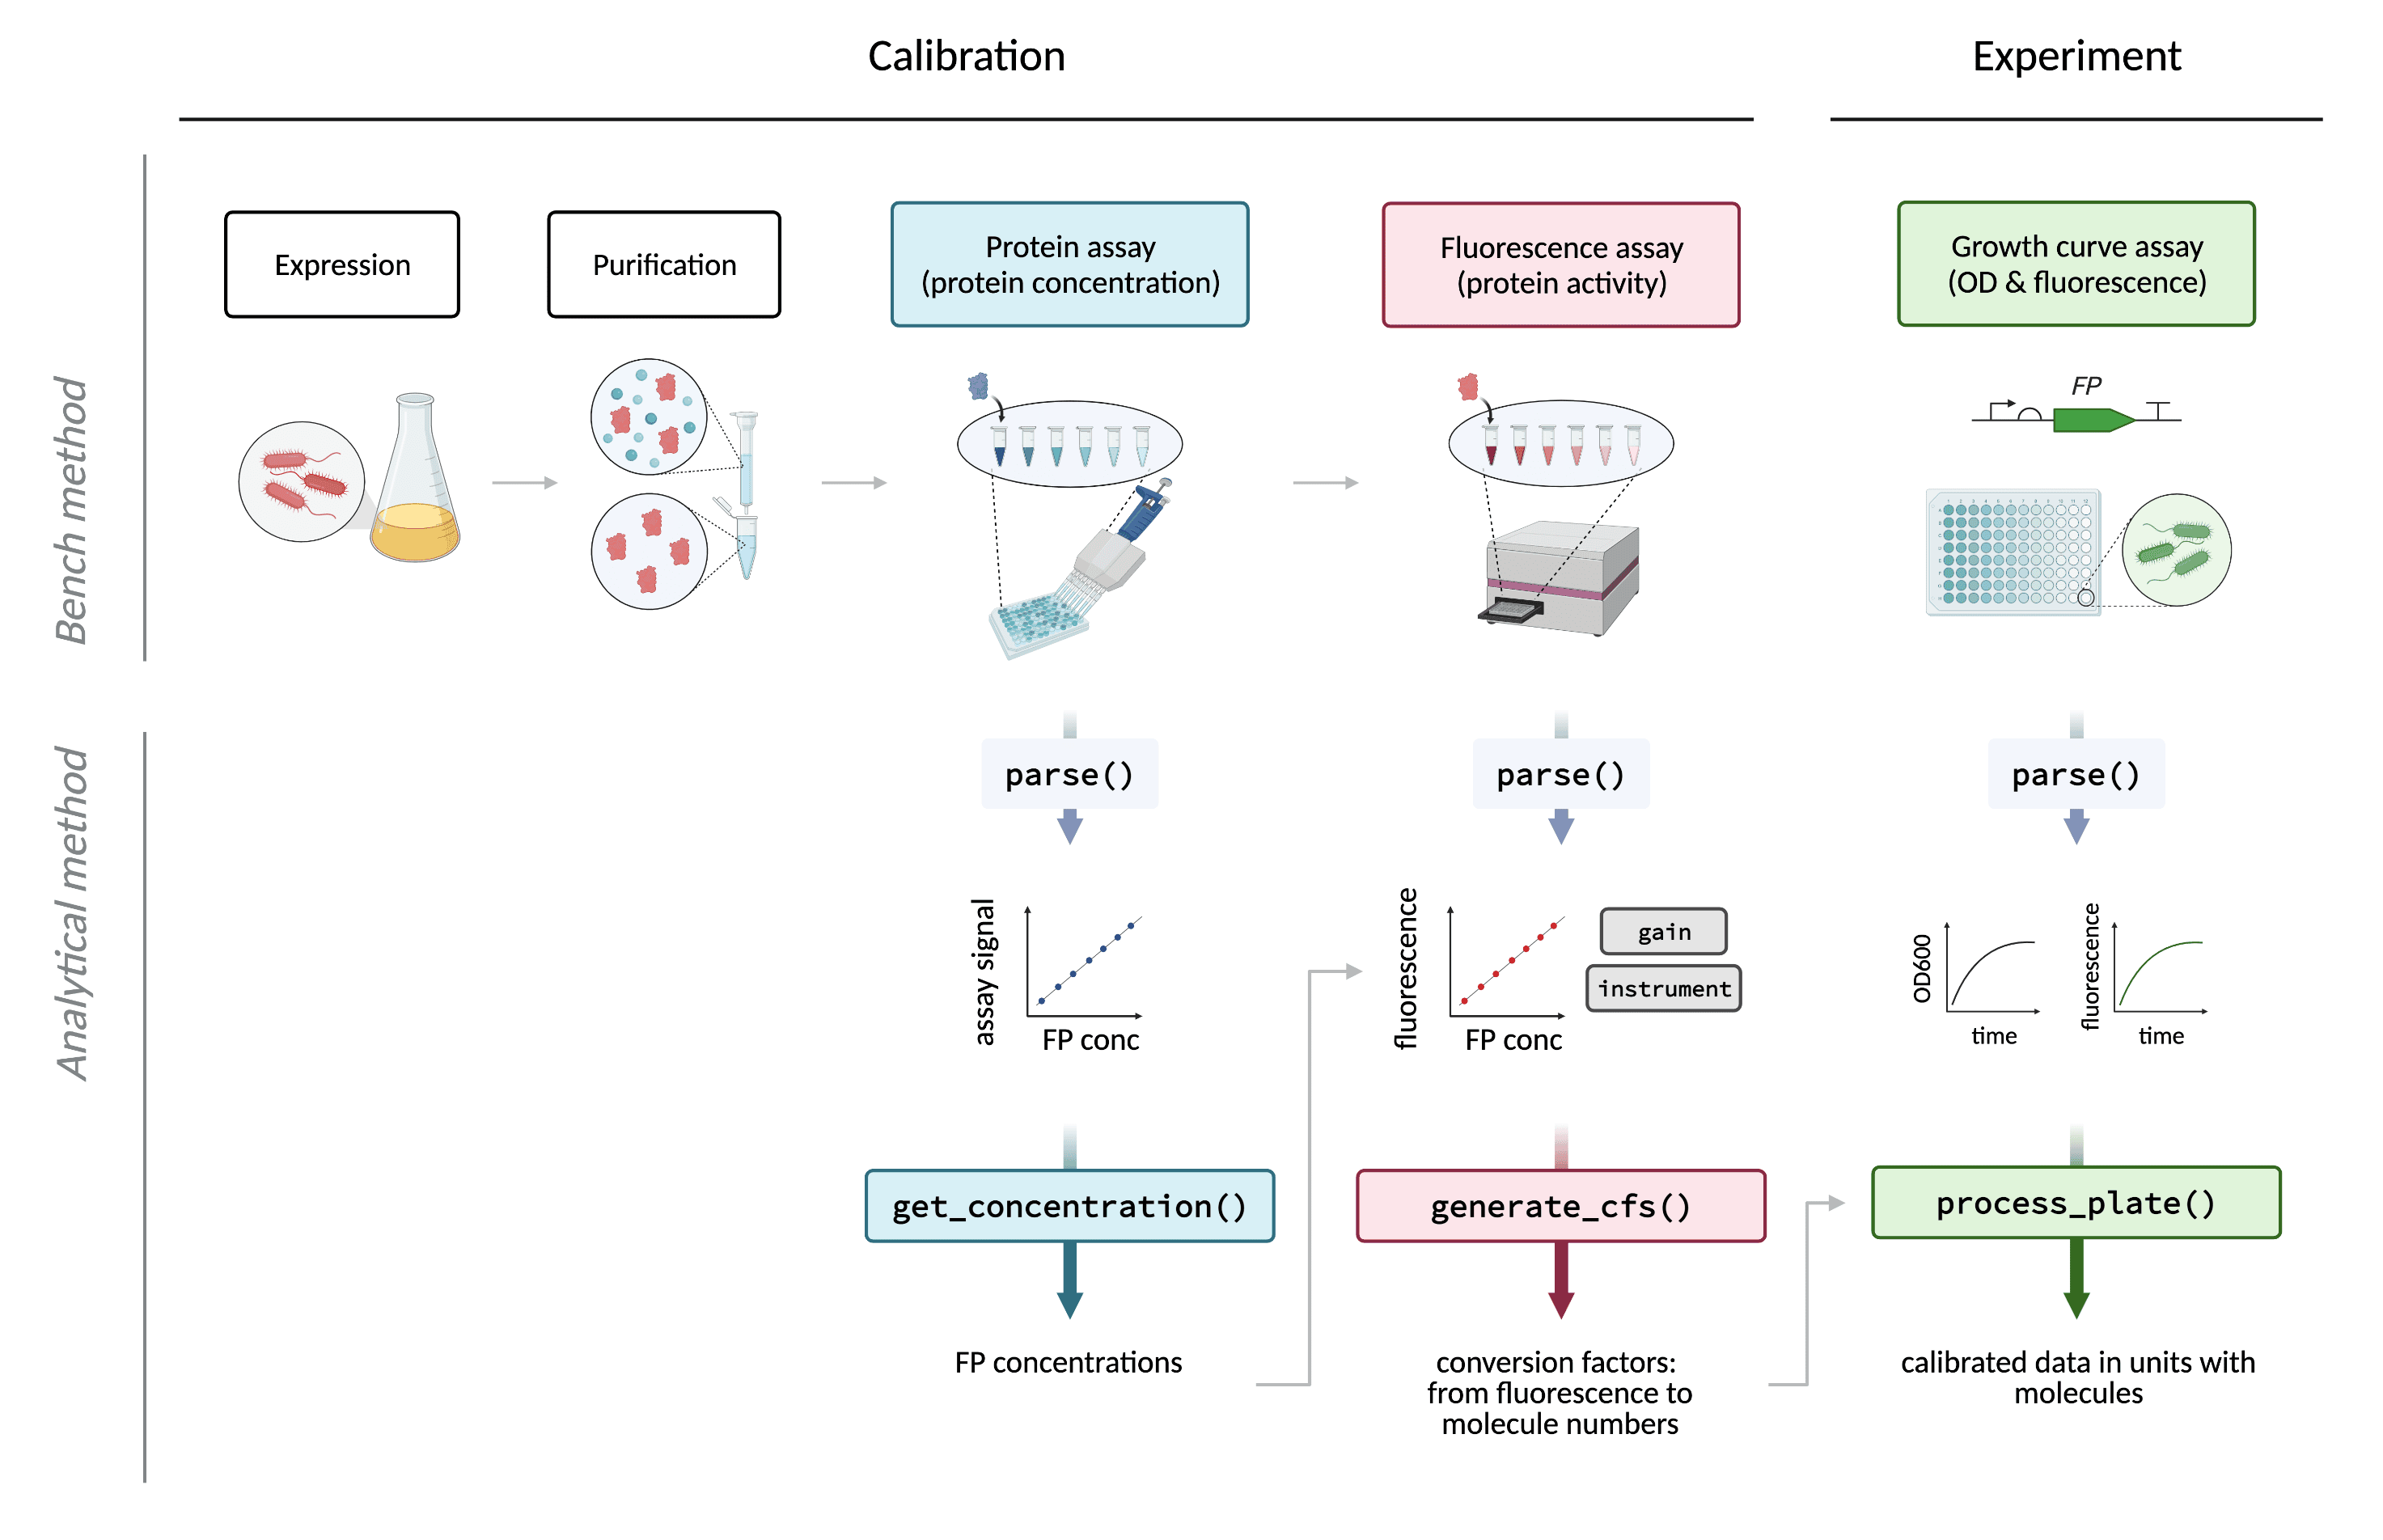 Calibration
Experiment
Bench method
Expression
Purification
Protein assay
(protein concentration)
Fluorescence assay
(protein activity)
Growth curve assay
(OD & fluorescence)
FP
Analytical method
parse()
parse()
parse()
assay signal
FP conc
fluorescence
FP conc
gain
instrument
OD600
time
fluorescence
time
get_concentration()
generate_cfs()
process_plate()
FP concentrations
conversion factors:
from fluorescence to
molecule numbers
calibrated data in units with
molecules